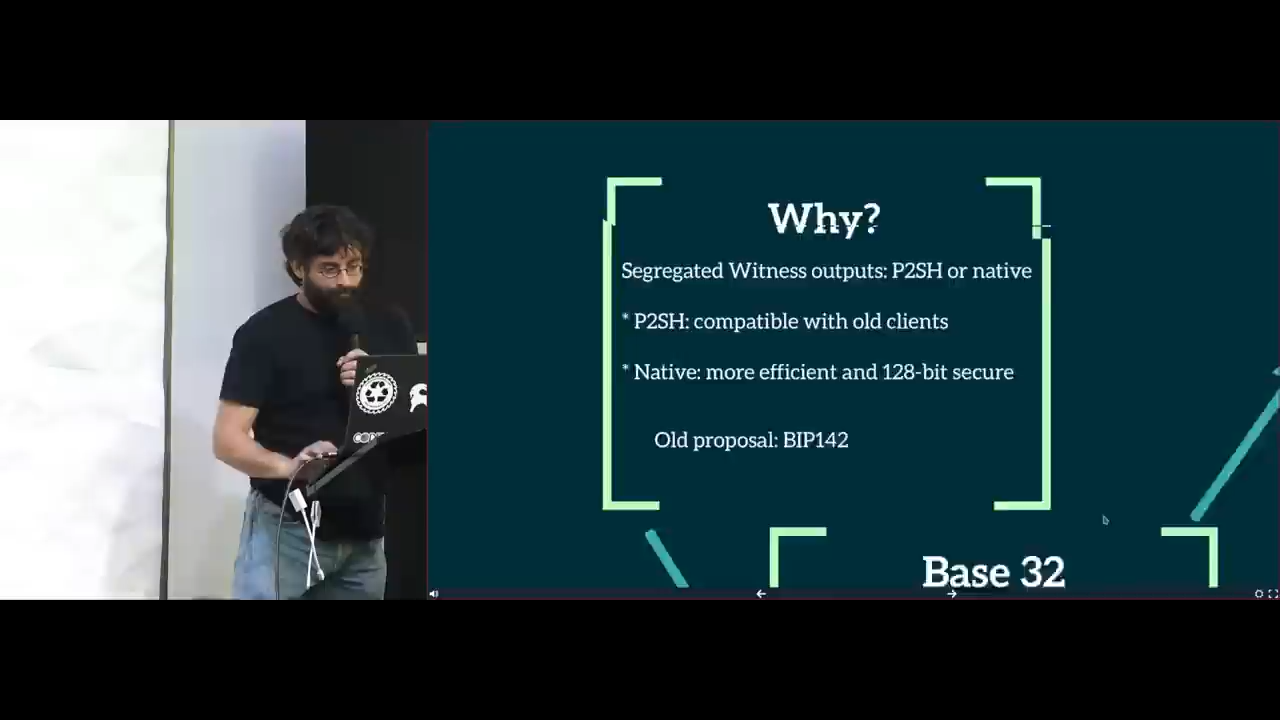 Why?
Segregated Witness outputs: P2SH or native
* P2SH: compatible with old clients
* Native: more efficient and 128-bit secure
Old proposal: BIP142
Base 32